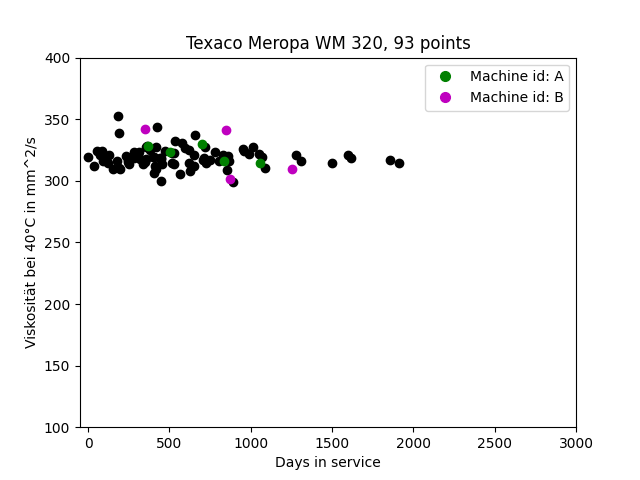 Texaco Meropa WM 320, 93 points
Machine id: A
Machine id: B
Viskosität bei 40°C in mm^2/s
400
350
300
250
200
150
100
0 500 1000 1500 2000 2500 3000
Days in service